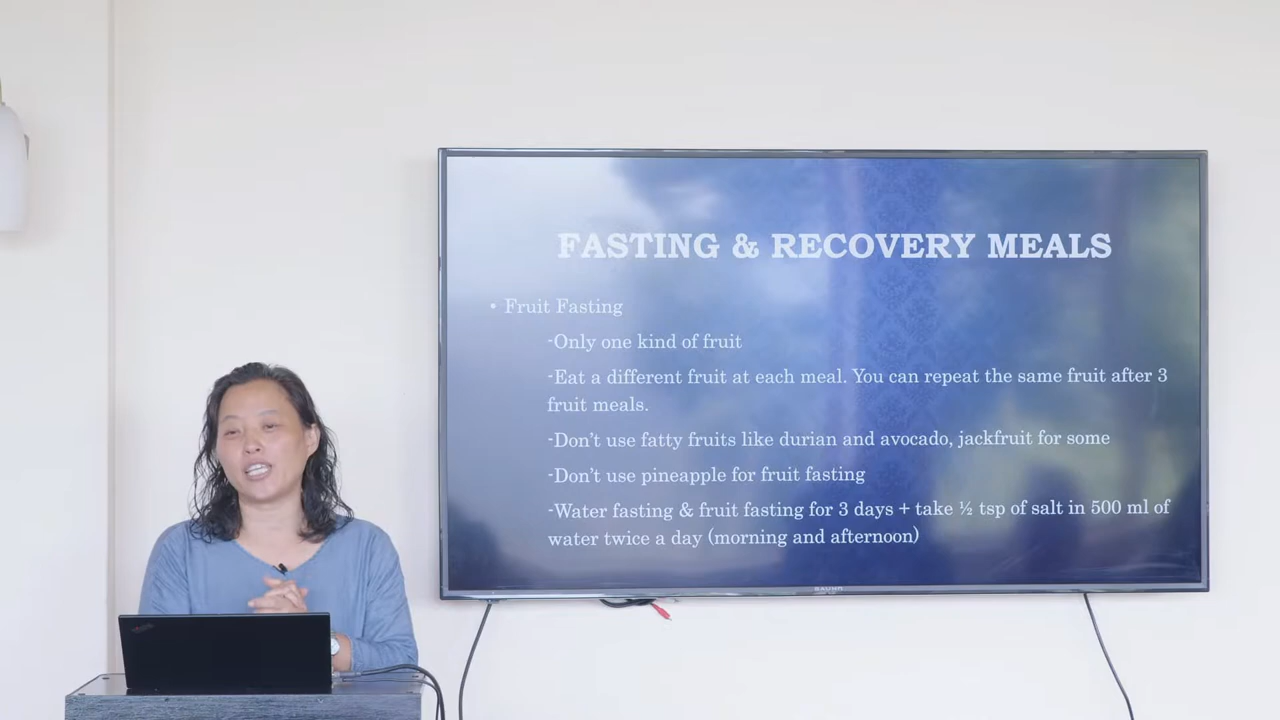 FASTING & RECOVERY MEALS
• Fruit Fasting
-Only one kind of fruit
-Eat a different fruit at each meal. You can repeat the same fruit after 3
fruit meals.
-Don't use fatty fruits like durian and avocado, jackfruit for some
-Don't use pineapple for fruit fasting
-Water fasting & fruit fasting for 3 days + take ½ tsp of salt in 500 ml of
water twice a day (morning and afternoon)